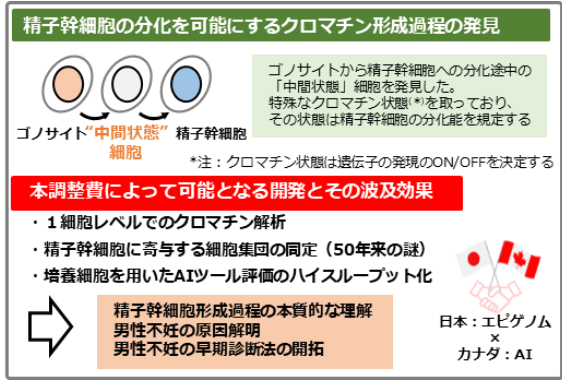 精子幹細胞の分化を可能にするクロマチン形成過程の発見
ゴノサイトから精子幹細胞への分化途中の
「中間状態」細胞を発見した。
特殊なクロマチン状態(*)を取っており、
その状態は精子幹細胞の分化能を規定する
ゴノサイト“中間状態”精子幹細胞
細胞
*注：クロマチン状態は遺伝子の発現のON/OFFを決定する
本調整費によって可能となる開発とその波及効果
・１細胞レベルでのクロマチン解析
・精子幹細胞に寄与する細胞集団の同定（50年来の謎）
・培養細胞を用いたAIツール評価のハイスループット化
精子幹細胞形成過程の本質的な理解
男性不妊の原因解明
男性不妊の早期診断法の開拓
日本：エピゲノム
×
カナダ：AI